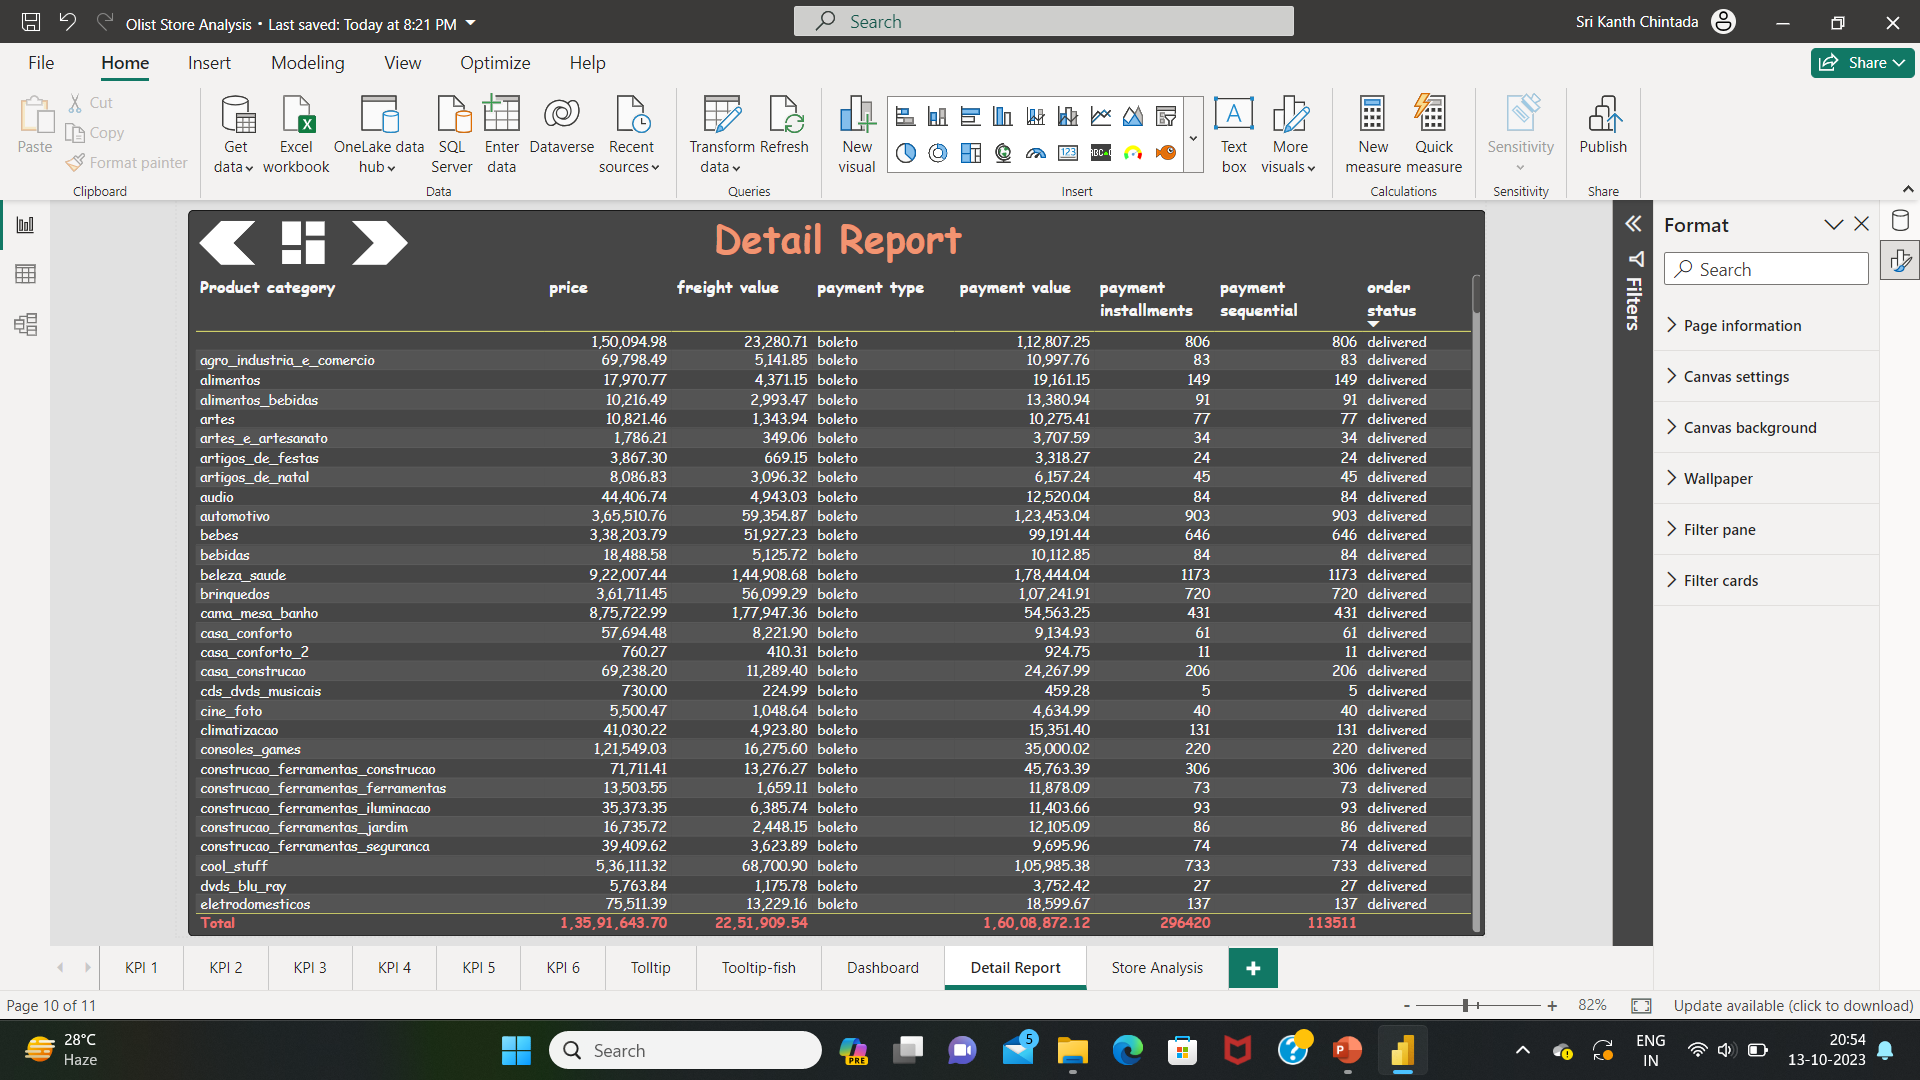 Olist Store Analysis • Last saved: Today at 8:21 PM
Search
Sri Kanth Chintada
File Home Insert Modeling View Optimize Help
Share
Paste
Cut
Copy
Format painter
Clipboard
Get data
Excel workbook
OneLake data hub
SQL Server
Enter data
Dataverse
Recent sources
Data
Transform data
Refresh
Queries
New visual
123
Insert
Text box
More visuals
New measure
Quick measure
Calculations
Sensitivity
Sensitivity
Publish
Share
Detail Report
Product category price freight value payment type payment value payment installments payment sequential order status
1,50,094.98 23,280.71 boleto 1,12,807.25 806 806 delivered
agro_industria_e_comercio 69,798.49 5,141.85 boleto 10,997.76 83 83 delivered
alimentos 17,970.77 4,371.15 boleto 19,161.15 149 149 delivered
alimentos_bebidas 10,216.49 2,993.47 boleto 13,380.94 91 91 delivered
artes 10,821.46 1,343.94 boleto 10,275.41 77 77 delivered
artes_e_artesanato 1,786.21 349.06 boleto 3,707.59 34 34 delivered
artigos_de_festas 3,867.30 669.15 boleto 3,318.27 24 24 delivered
artigos_de_natal 8,086.83 3,096.32 boleto 6,157.24 45 45 delivered
audio 44,406.74 4,943.03 boleto 12,520.04 84 84 delivered
automotivo 3,65,510.76 59,354.87 boleto 1,23,453.04 903 903 delivered
bebes 3,38,203.79 51,927.23 boleto 99,191.44 646 646 delivered
bebidas 18,488.58 5,125.72 boleto 10,112.85 84 84 delivered
beleza_saude 9,22,007.44 1,44,908.68 boleto 1,78,444.04 1173 1173 delivered
brinquedos 3,61,711.45 56,099.29 boleto 1,07,241.91 720 720 delivered
cama_mesa_banho 8,75,722.99 1,77,947.36 boleto 54,563.25 431 431 delivered
casa_conforto 57,694.48 8,221.90 boleto 9,134.93 61 61 delivered
casa_conforto_2 760.27 410.31 boleto 924.75 11 11 delivered
casa_construcao 69,238.20 11,289.40 boleto 24,267.99 206 206 delivered
cds_dvds_musicais 730.00 224.99 boleto 459.28 5 5 delivered
cine_foto 5,500.47 1,048.64 boleto 4,634.99 40 40 delivered
climatizacao 41,030.22 4,923.80 boleto 15,351.40 131 131 delivered
consoles_games 1,21,549.03 16,275.60 boleto 35,000.02 220 220 delivered
construcao_ferramentas_construcao 71,711.41 13,276.27 boleto 45,763.39 306 306 delivered
construcao_ferramentas_ferramentas 13,503.55 1,659.11 boleto 11,878.09 73 73 delivered
construcao_ferramentas_iluminacao 35,373.35 6,385.74 boleto 11,403.66 93 93 delivered
construcao_ferramentas_jardim 16,735.72 2,448.15 boleto 12,105.09 86 86 delivered
construcao_ferramentas_seguranca 39,409.62 3,623.89 boleto 9,695.96 74 74 delivered
cool_stuff 5,36,111.32 68,700.90 boleto 1,05,985.38 733 733 delivered
dvds_blu_ray 5,763.84 1,175.78 boleto 3,752.42 27 27 delivered
eletrodomesticos 75,511.39 13,229.16 boleto 18,599.67 137 137 delivered
Total 1,35,91,643.70 22,51,909.54 1,60,08,872.12 296420 113511
Filters
Format
Search
Page information
Canvas settings
Canvas background
Wallpaper
Filter pane
Filter cards
KPI 1 KPI 2 KPI 3 KPI 4 KPI 5 KPI 6 Tolltip Tooltip-fish Dashboard Detail Report Store Analysis
Page 10 of 11
82%
Update available (click to download)
28°C
Haze
Search
PRE
5
ENG
IN
20:54
13-10-2023